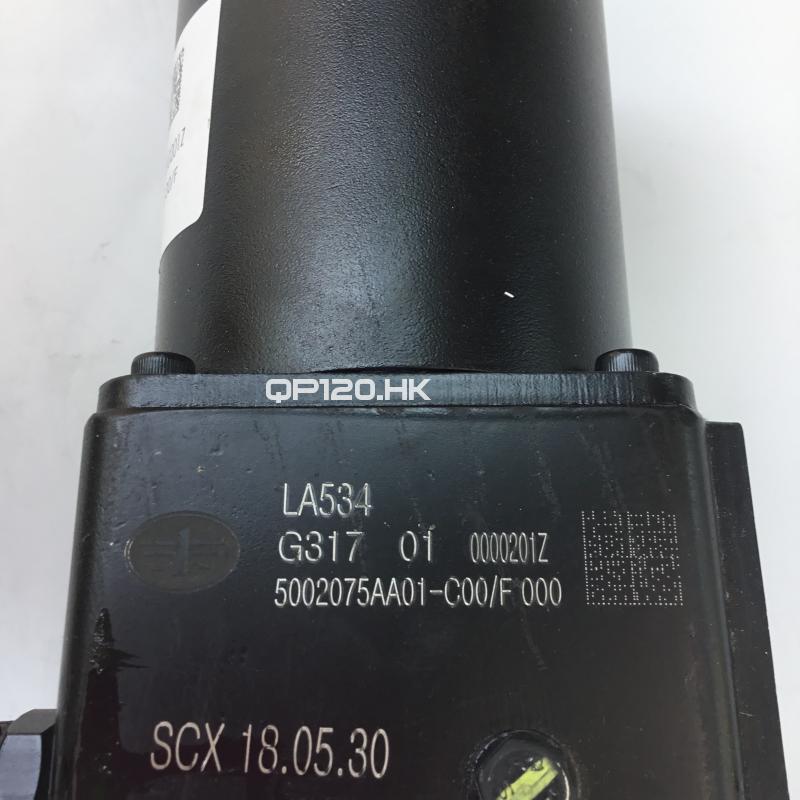 QP120.HK
LA534
G317 01 0000201Z
5002075AA01-C00/F 000
SCX 18.05.30